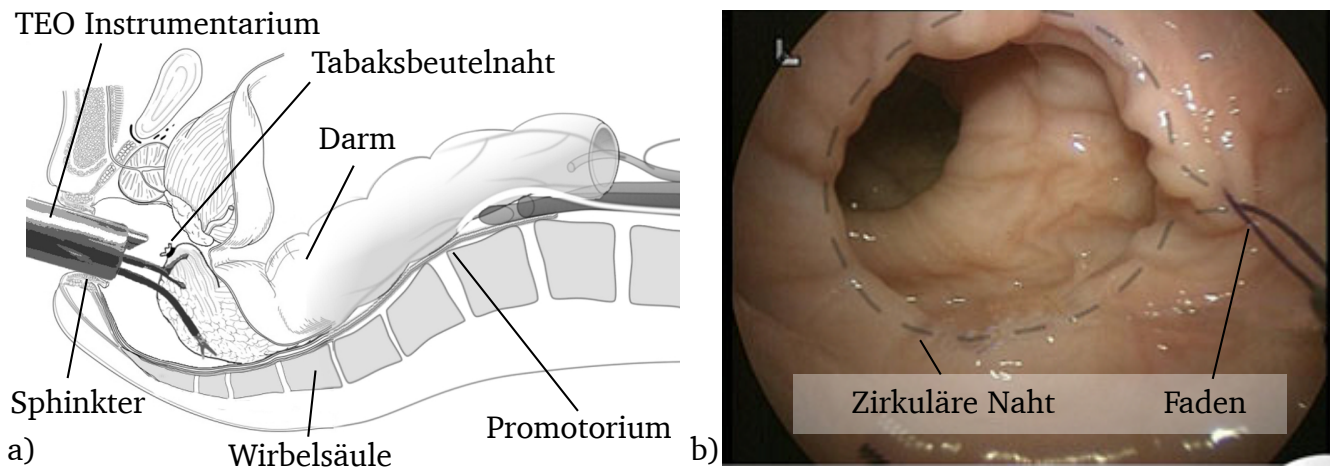 TEO Instrumentarium
Tabaksbeutelnaht
Darm
Sphinkter
Wirbelsäule
Promotorium
a)
Zirkuläre Naht
Faden
b)